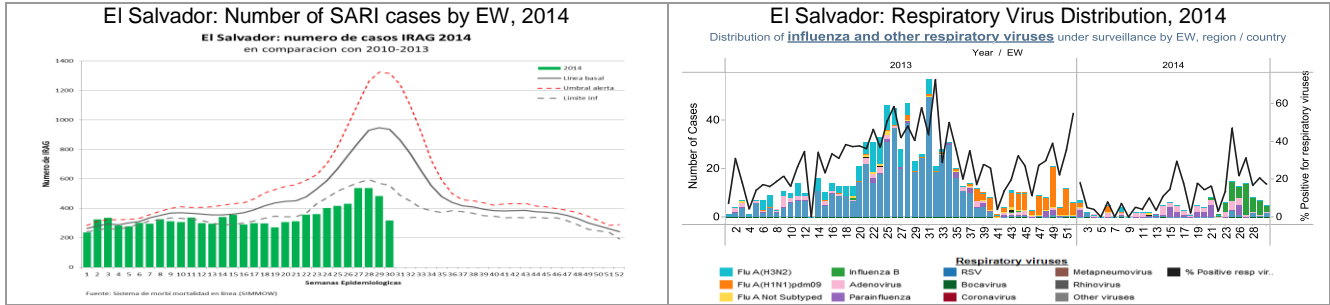 El Salvador: Number of SARI cases by EW, 2014
El Salvador: numero de casos IRAG 2014
en comparacion con 2010-2013
1400
1200
1000
800
600
400
200
0
Numero de IRAG
2014
Linea basal
Umbral alerta
Limite inf
1 2 3 4 5 6 7 8 9 10 11 12 13 14 15 16 17 18 19 20 21 22 23 24 25 26 27 28 29 30 31 32 33 34 35 36 37 38 39 40 41 42 43 44 45 46 47 48 49 50 51 52
Semanas Epidemiologicas
Fuente: Sistema de morbi mortalidad en linea (SIMMOW)
El Salvador: Respiratory Virus Distribution, 2014
Distribution of influenza and other respiratory viruses under surveillance by EW, region / country
Year / EW
2013 2014
Number of Cases
40
20
0
% Positive for respiratory viruses
60
40
20
0
2 4 6 8 10 12 14 16 18 20 22 25 27 29 31 33 35 37 39 41 43 45 47 49 51 1 3 5 7 9 11 13 15 17 19 21 24 26 28
Respiratory viruses
Flu A(H3N2) Influenza B RSV Metapneumovirus % Positive resp vir..
Flu A(H1N1)pdm09 Adenovirus Bocavirus Rhinovirus
Flu A Not Subtyped Parainfluenza Coronavirus Other viruses